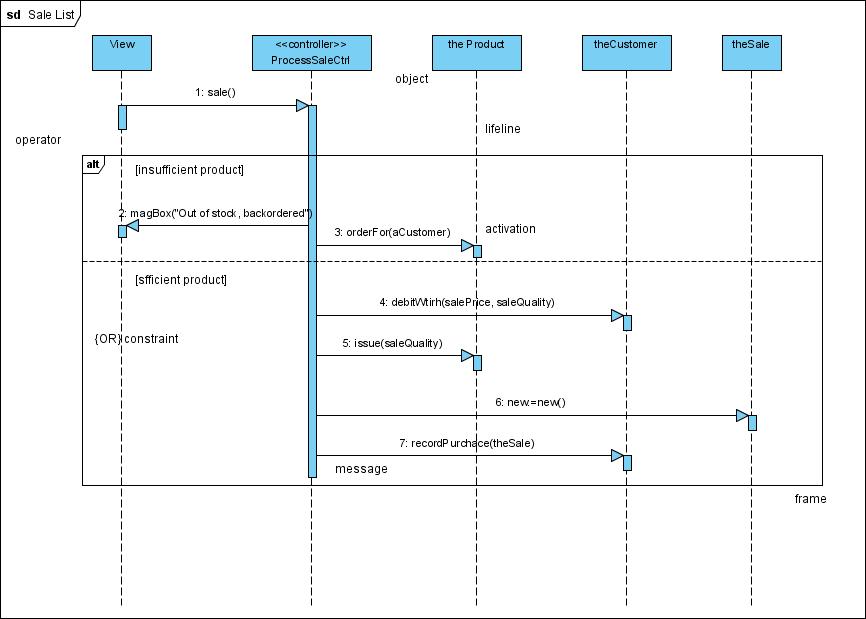 sd Sale List
View
<<controller>>
ProcessSaleCtrl
the Product
theCustomer
theSale
object
1: sale()
lifeline
operator
alt
[insufficient product]
2: magBox("Out of stock, backordered")
3: orderFor(aCustomer)
activation
[sfficient product]
4: debitWtirh(salePrice, saleQuality)
{OR} constraint
5: issue(saleQuality)
6: new:=new()
7: recordPurchace(theSale)
message
frame